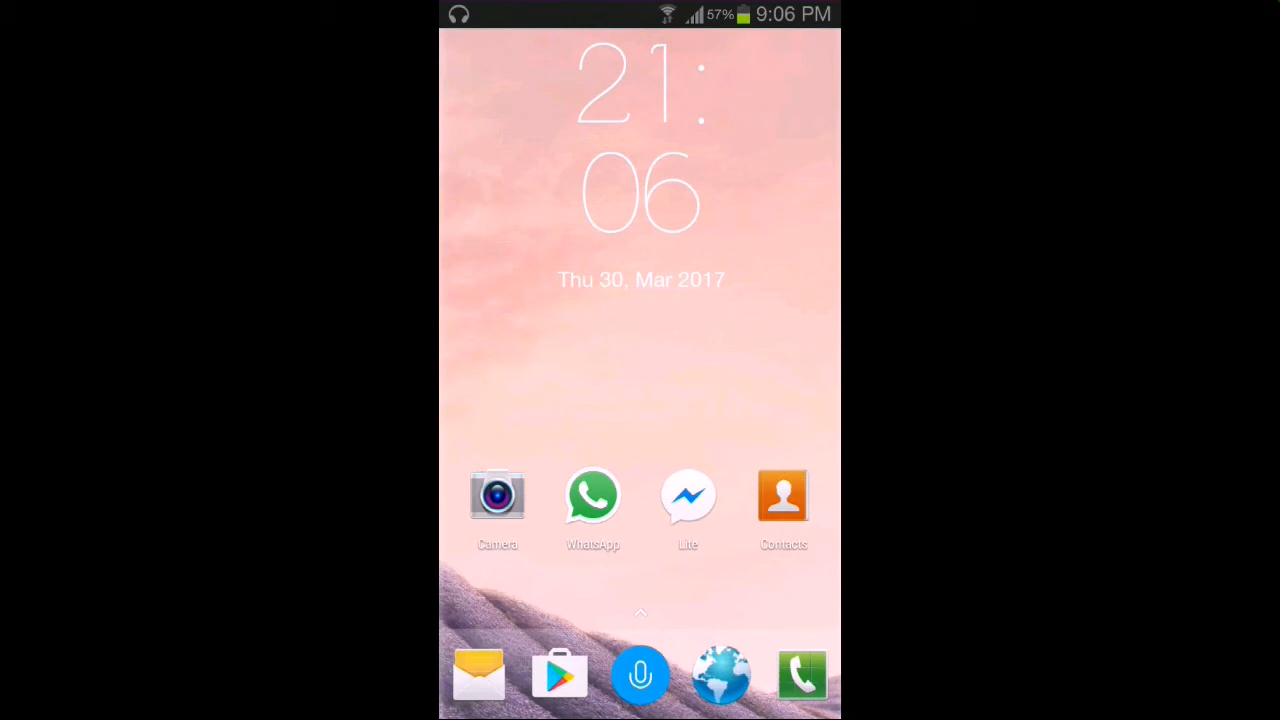 57% 9:06 PM
21:
06
Thu 30, Mar 2017
Camera WhatsApp Lite Contacts